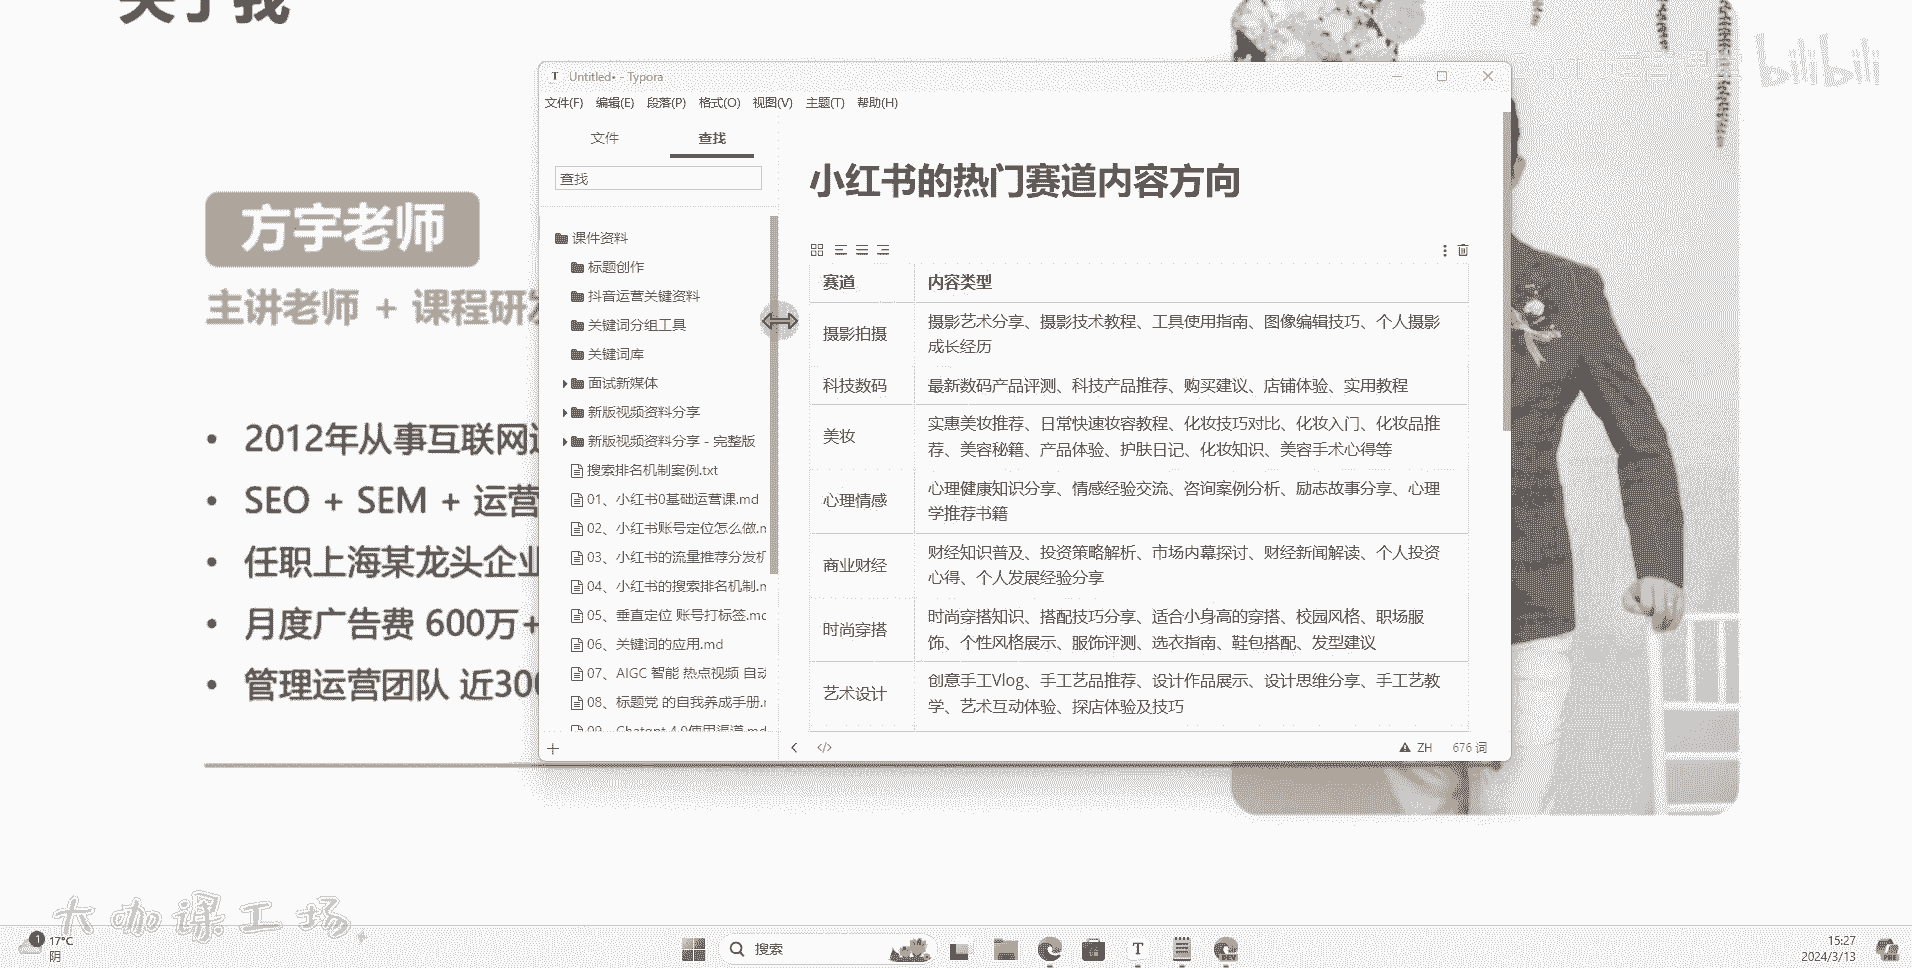 关于我
bilibili
方宇老师
主讲老师 + 课程研发
2012年从事互联网
SEO + SEM + 运营
任职上海某龙头企业
月度广告费 600万+
管理运营团队 近300
Untitled• - Typora
文件(F) 编辑(E) 段落(P) 格式(O) 视图(V) 主题(T) 帮助(H)
文件 查找
查找
课件资料
标题创作
抖音运营关键资料
关键词分组工具
关键词库
面试新媒体
新版视频资料分享
新版视频资料分享 - 完整版
搜索排名机制案例.txt
01、小红书0基础运营课.md
02、小红书账号定位怎么做.m
03、小红书的流量推荐分发机
04、小红书的搜索排名机制.m
05、垂直定位 账号打标签.mc
06、关键词的应用.md
07、AIGC 智能 热点视频 自动
08、标题党 的自我养成手册.r
09、Chatgpt 4.0使用渠道.md
小红书的热门赛道内容方向
赛道 内容类型
摄影拍摄 摄影艺术分享、摄影技术教程、工具使用指南、图像编辑技巧、个人摄影
成长经历
科技数码 最新数码产品评测、科技产品推荐、购买建议、店铺体验、实用教程
美妆 实惠美妆推荐、日常快速妆容教程、化妆技巧对比、化妆入门、化妆品推
荐、美容秘籍、产品体验、护肤日记、化妆知识、美容手术心得等
心理情感 心理健康知识分享、情感经验交流、咨询案例分析、励志故事分享、心理
学推荐书籍
商业财经 财经知识普及、投资策略解析、市场内幕探讨、财经新闻解读、个人投资
心得、个人发展经验分享
时尚穿搭 时尚穿搭知识、搭配技巧分享、适合小身高的穿搭、校园风格、职场服
饰、个性风格展示、服饰评测、选衣指南、鞋包搭配、发型建议
艺术设计 创意手工Vlog、手工艺品推荐、设计作品展示、设计思维分享、手工艺教
学、艺术互动体验、探店体验及技巧
ZH 676 词
大咖课工场
1
17°C
阴
搜索
DEV
15:27
2024/3/13
PRE